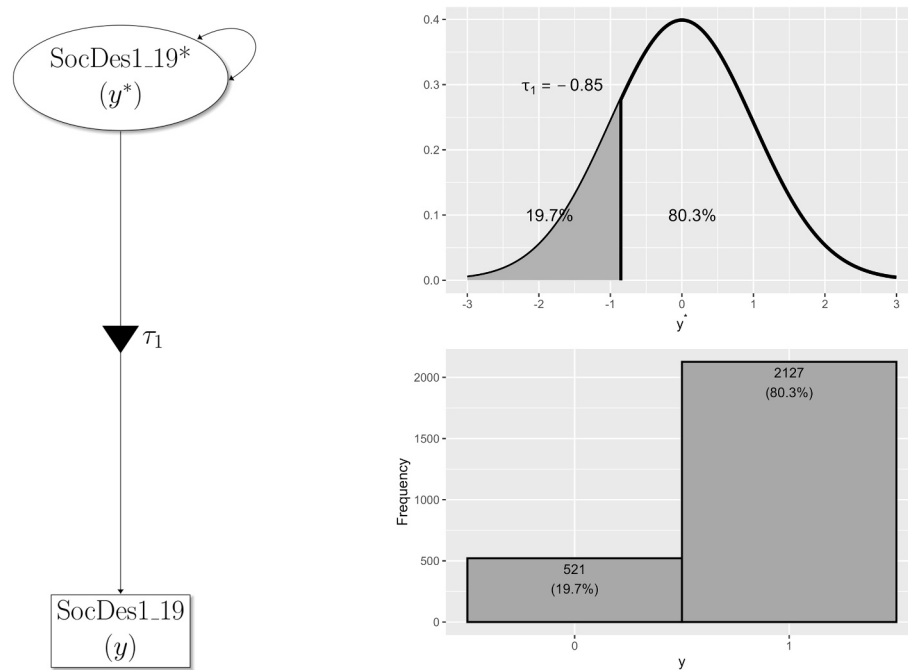 SocDes1_19*
(y*)
τ1
SocDes1_19
(y)
0.4
0.3
0.2
0.1
0.0
τ1 = − 0.85
19.7%
80.3%
-3
-2
-1
0
1
2
3
y*
2000
1500
1000
500
0
Frequency
2127
(80.3%)
521
(19.7%)
0
1
y